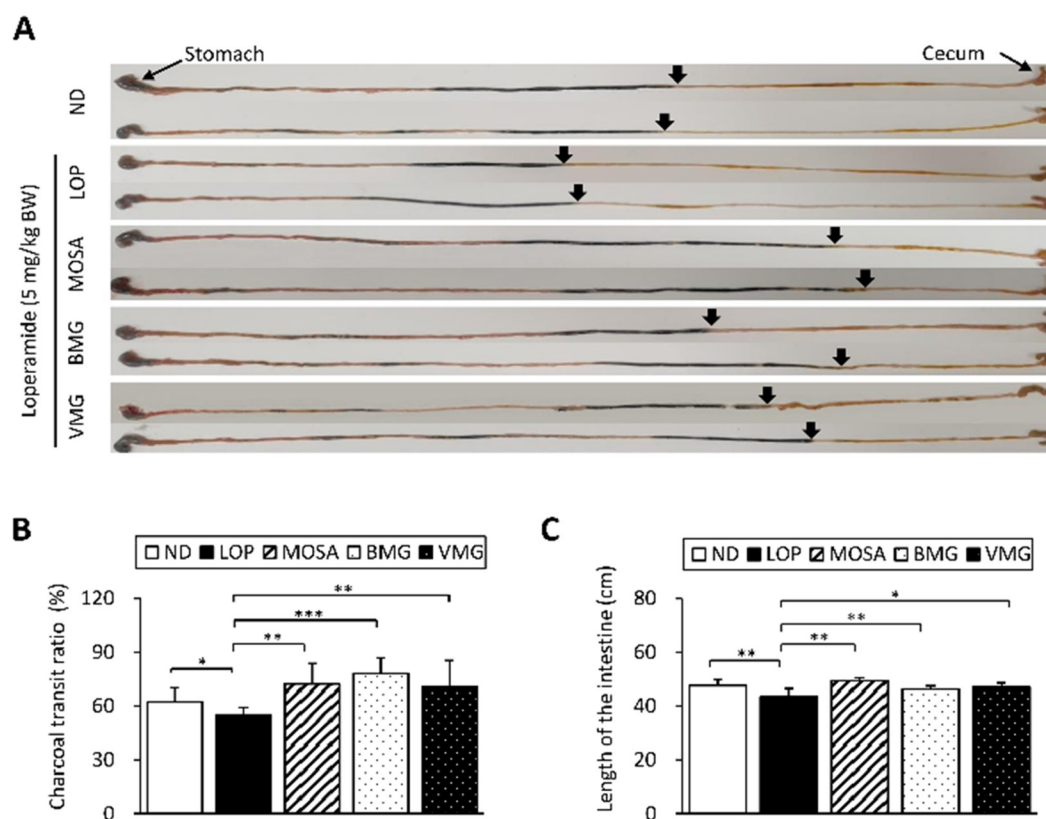 A
Stomach
Cecum
ND
Loperamide (5 mg/kg BW)
LOP
MOSA
BMG
VMG
B
ND LOP MOSA BMG VMG
Charcoal transit ratio (%)
120
90
60
30
0
*
**
***
**
C
ND LOP MOSA BMG VMG
Length of the intestine (cm)
80
60
40
20
0
**
**
**
*